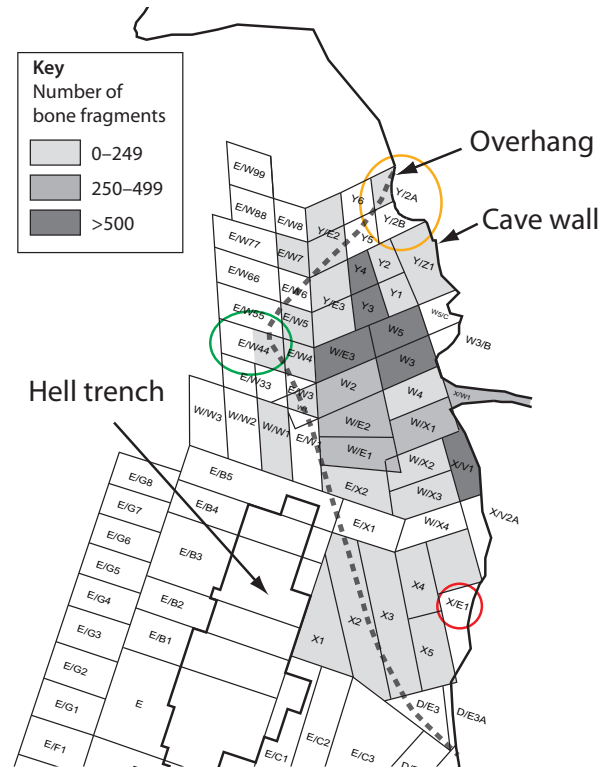 Key
Number of
bone fragments
0–249
250–499
>500
Overhang
Cave wall
Hell trench
E/W99
E/W88
E/W8
Y/E2
Y6
Y/2A
Y/2B
Y5
E/W77
E/W7
Y4
Y2
Y/Z1
E/W66
E/W6
Y/E3
Y3
Y1
E/W55
E/W5
W5
W5/C
W3/B
E/W44
E/W4
W/E3
W3
E/W33
E/W3
W2
W4
X/W1
W/W3
W/W2
W/W1
W/E2
W/X1
W/E1
W/X2
X/V1
E/B5
E/X2
W/X3
E/G8
E/B4
E/X1
W/X4
X/V2A
E/G7
E/G6
E/B3
E/G5
X4
E/G4
E/B2
X2
X3
X/E1
E/G3
E/B1
X1
X5
E/G2
E/G1
E
D/E3
D/E3A
E/F1
E/C1
E/C2
E/C3